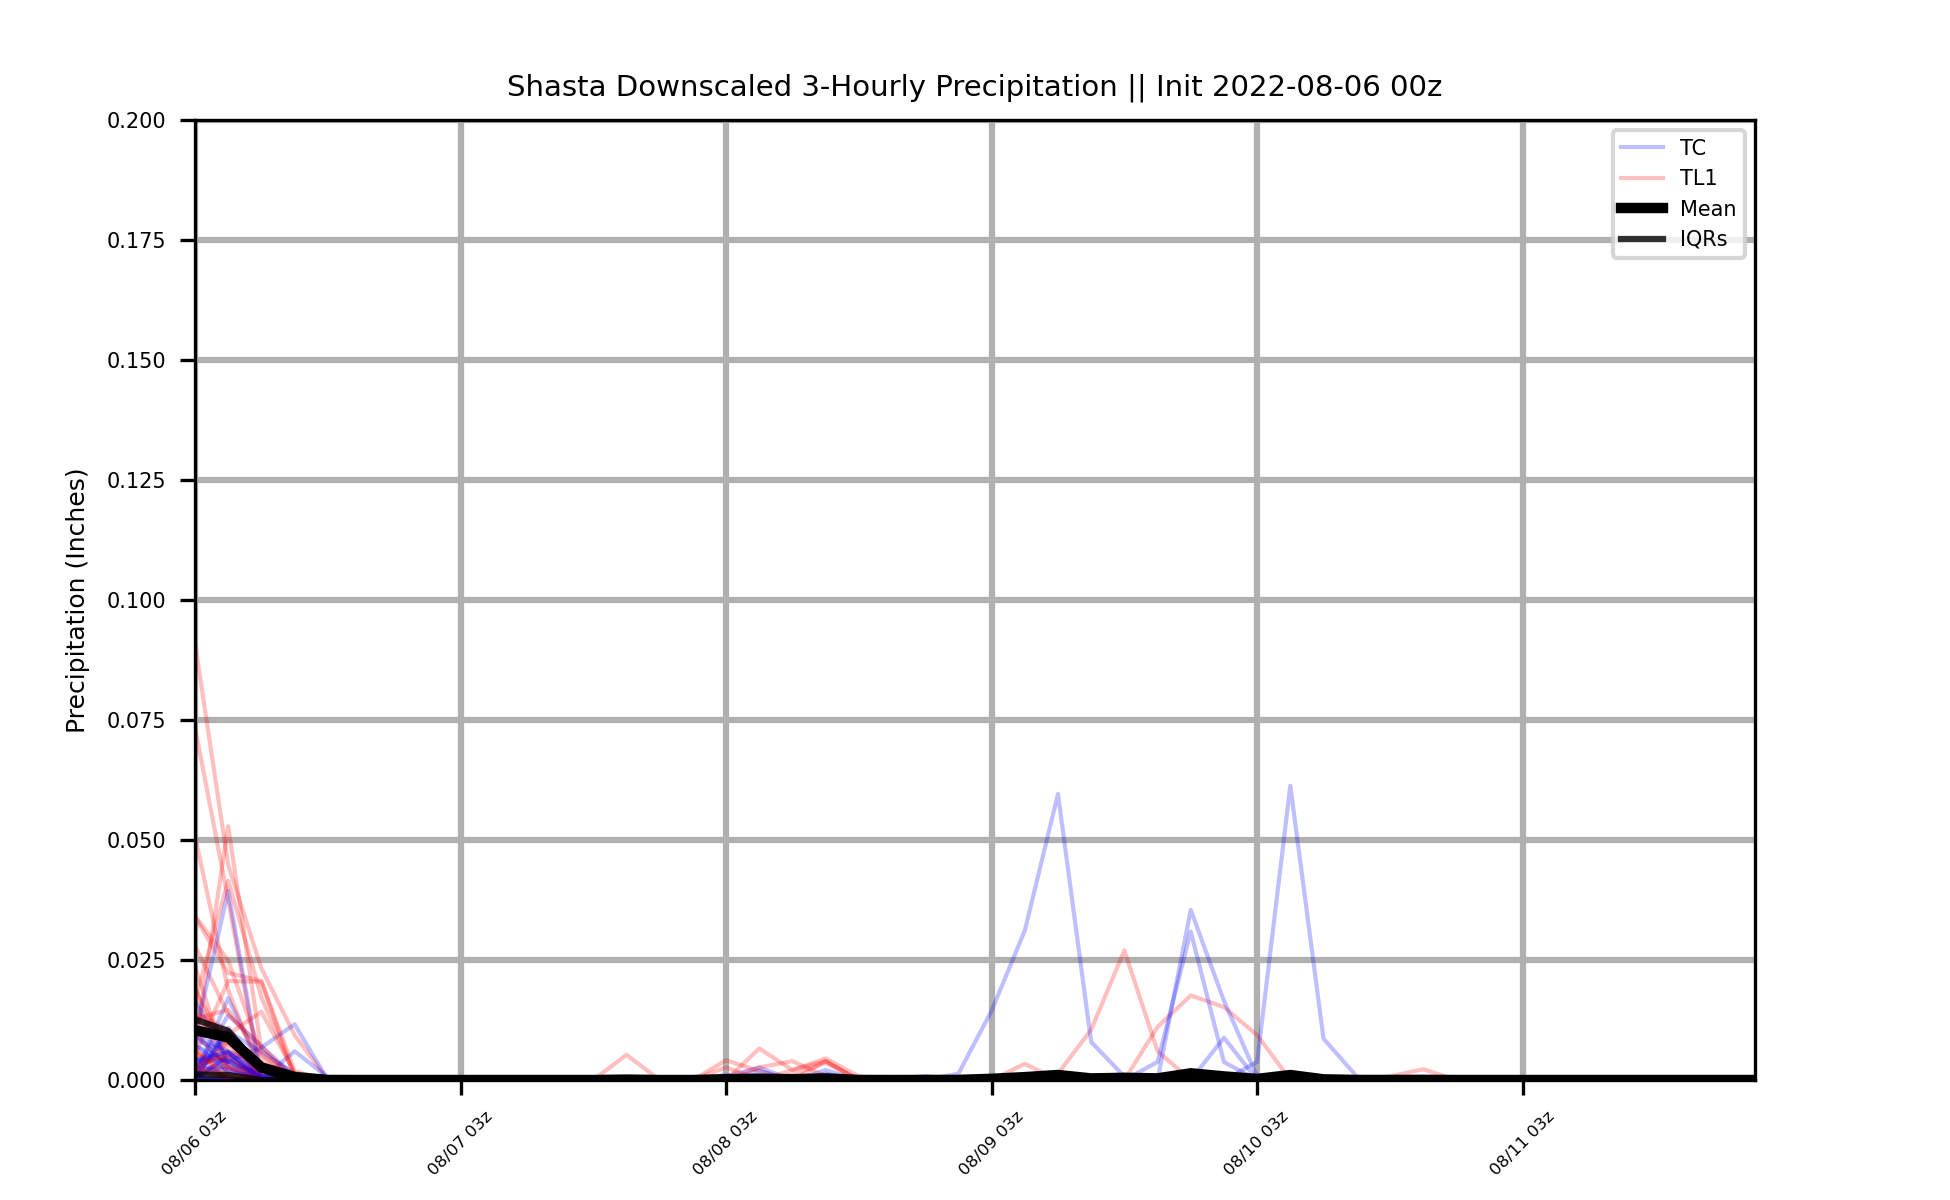 Shasta Downscaled 3-Hourly Precipitation || Init 2022-08-06 00z
TC
TL1
Mean
IQRs
Precipitation (Inches)
0.200
0.175
0.150
0.125
0.100
0.075
0.050
0.025
0.000
08/06 03z
08/07 03z
08/08 03z
08/09 03z
08/10 03z
08/11 03z